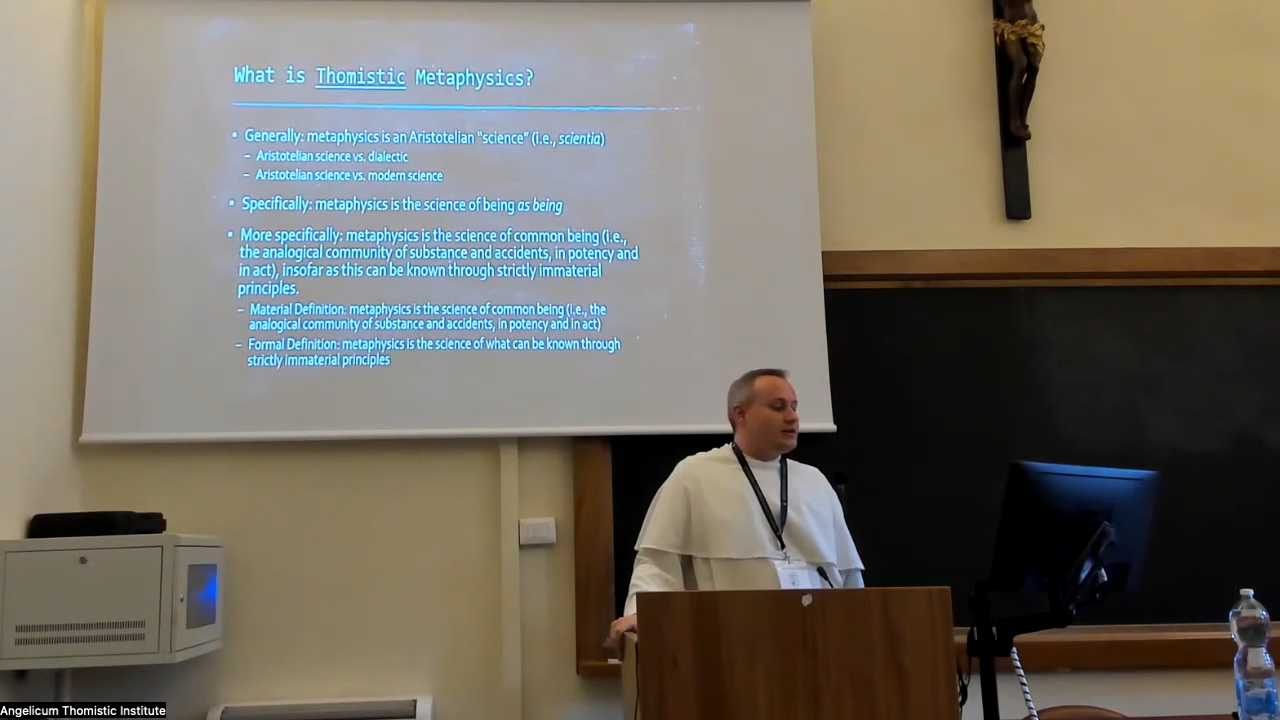 What is Thomistic Metaphysics?
▪ Generally: metaphysics is an Aristotelian "science" (i.e., scientia)
– Aristotelian science vs. dialectic
– Aristotelian science vs. modern science
▪ Specifically: metaphysics is the science of being as being
▪ More specifically: metaphysics is the science of common being (i.e.,
the analogical community of substance and accidents, in potency and
in act), insofar as this can be known through strictly immaterial
principles.
– Material Definition: metaphysics is the science of common being (i.e., the
analogical community of substance and accidents, in potency and in act)
– Formal Definition: metaphysics is the science of what can be known through
strictly immaterial principles
Angelicum Thomistic Institute